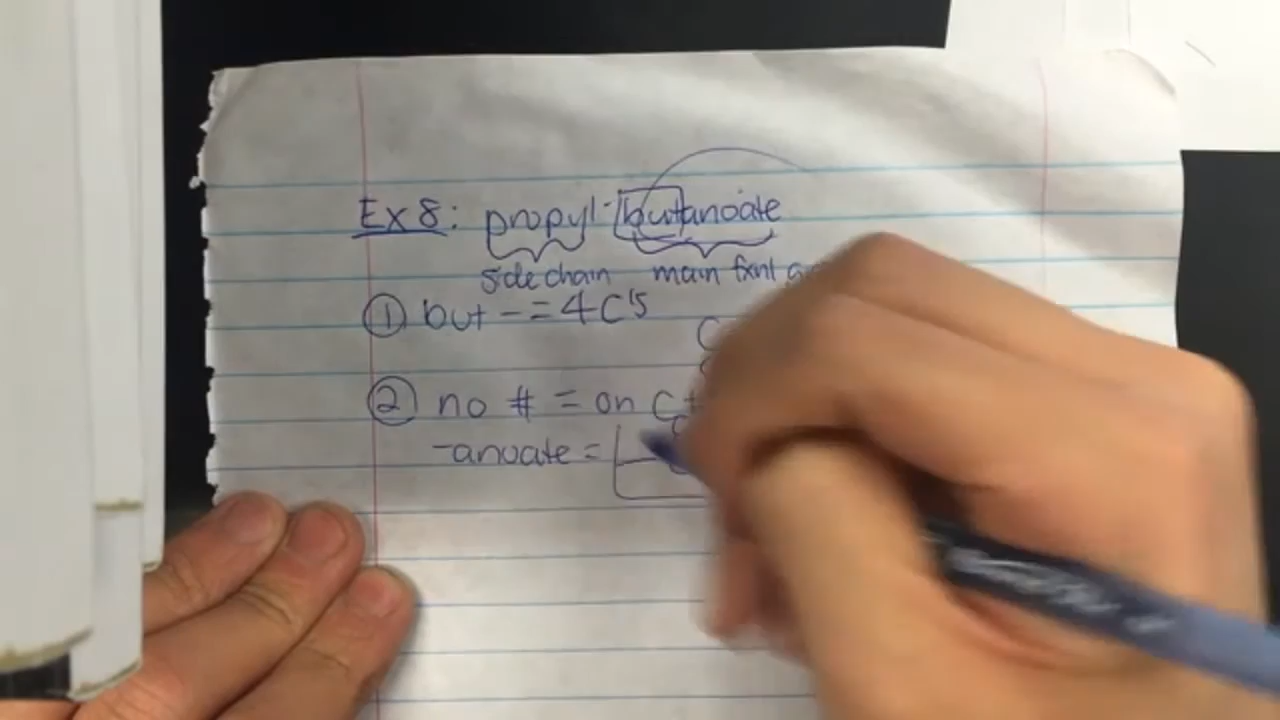 Ex 8: propyl butanoate
side chain main fxnl
① but - = 4 C's
② no # = on
-anoate =